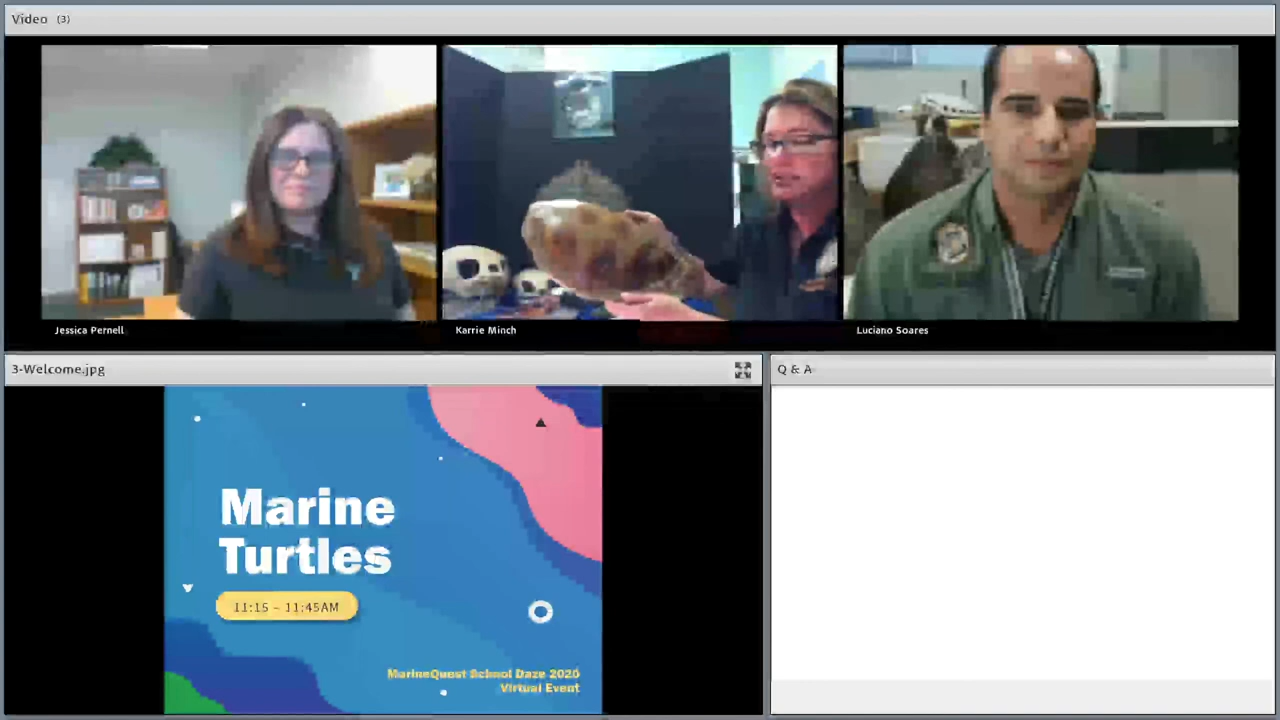 Video (3)
Jessica Pernell
Karrie Minch
Luciano Soares
3-Welcome.jpg
Marine
Turtles
11:15 – 11:45AM
MarineQuest School Daze 2020
Virtual Event
Q & A